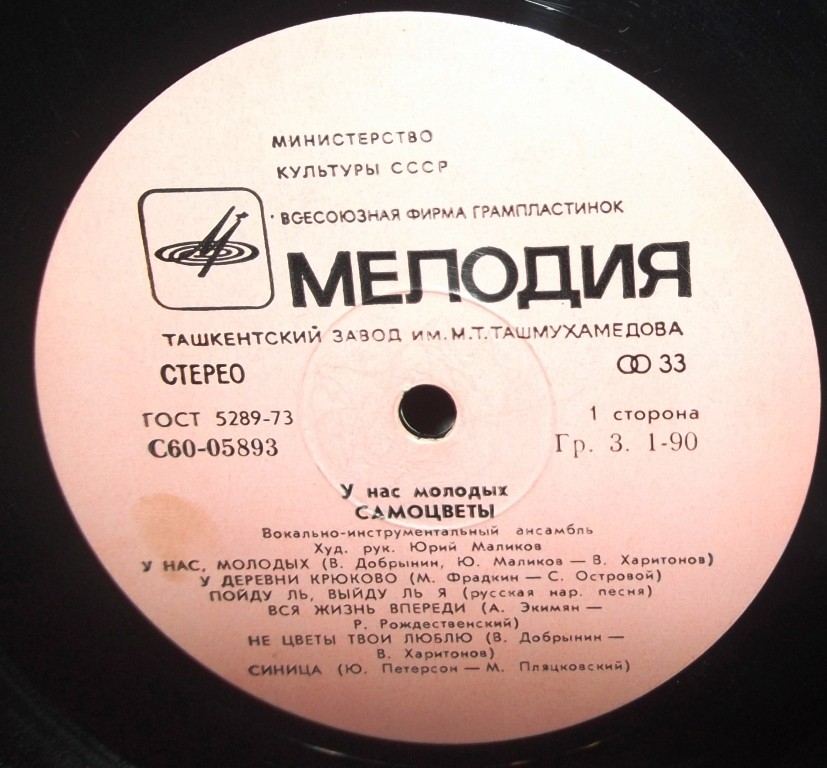 МИНИСТЕРСТВО
КУЛЬТУРЫ СССР
ВСЕСОЮЗНАЯ ФИРМА ГРАМПЛАСТИНОК
МЕЛОДИЯ
ТАШКЕНТСКИЙ ЗАВОД ИМ. М. Т. ТАШМУХАМЕДОВА
СТЕРЕО 33
ГОСТ 5289-73 1 сторона
С60-05893 Гр. 3. 1-90
У нас молодых
САМОЦВЕТЫ
Вокально-инструментальный ансамбль
Худ. рук. Юрий Маликов
У НАС, МОЛОДЫХ (В. Добрынин, Ю. Маликов — В. Харитонов)
У ДЕРЕВНИ КРЮКОВО (М. Фрадкин — С. Островой)
ПОЙДУ ЛЬ, ВЫЙДУ ЛЬ Я (русская нар. песня)
ВСЯ ЖИЗНЬ ВПЕРЕДИ (А. Экимян —
Р. Рождественский)
НЕ ЦВЕТЫ ТВОИ ЛЮБЛЮ (В. Добрынин —
В. Харитонов)
СИНИЦА (Ю. Петерсон — М. Пляцковский)